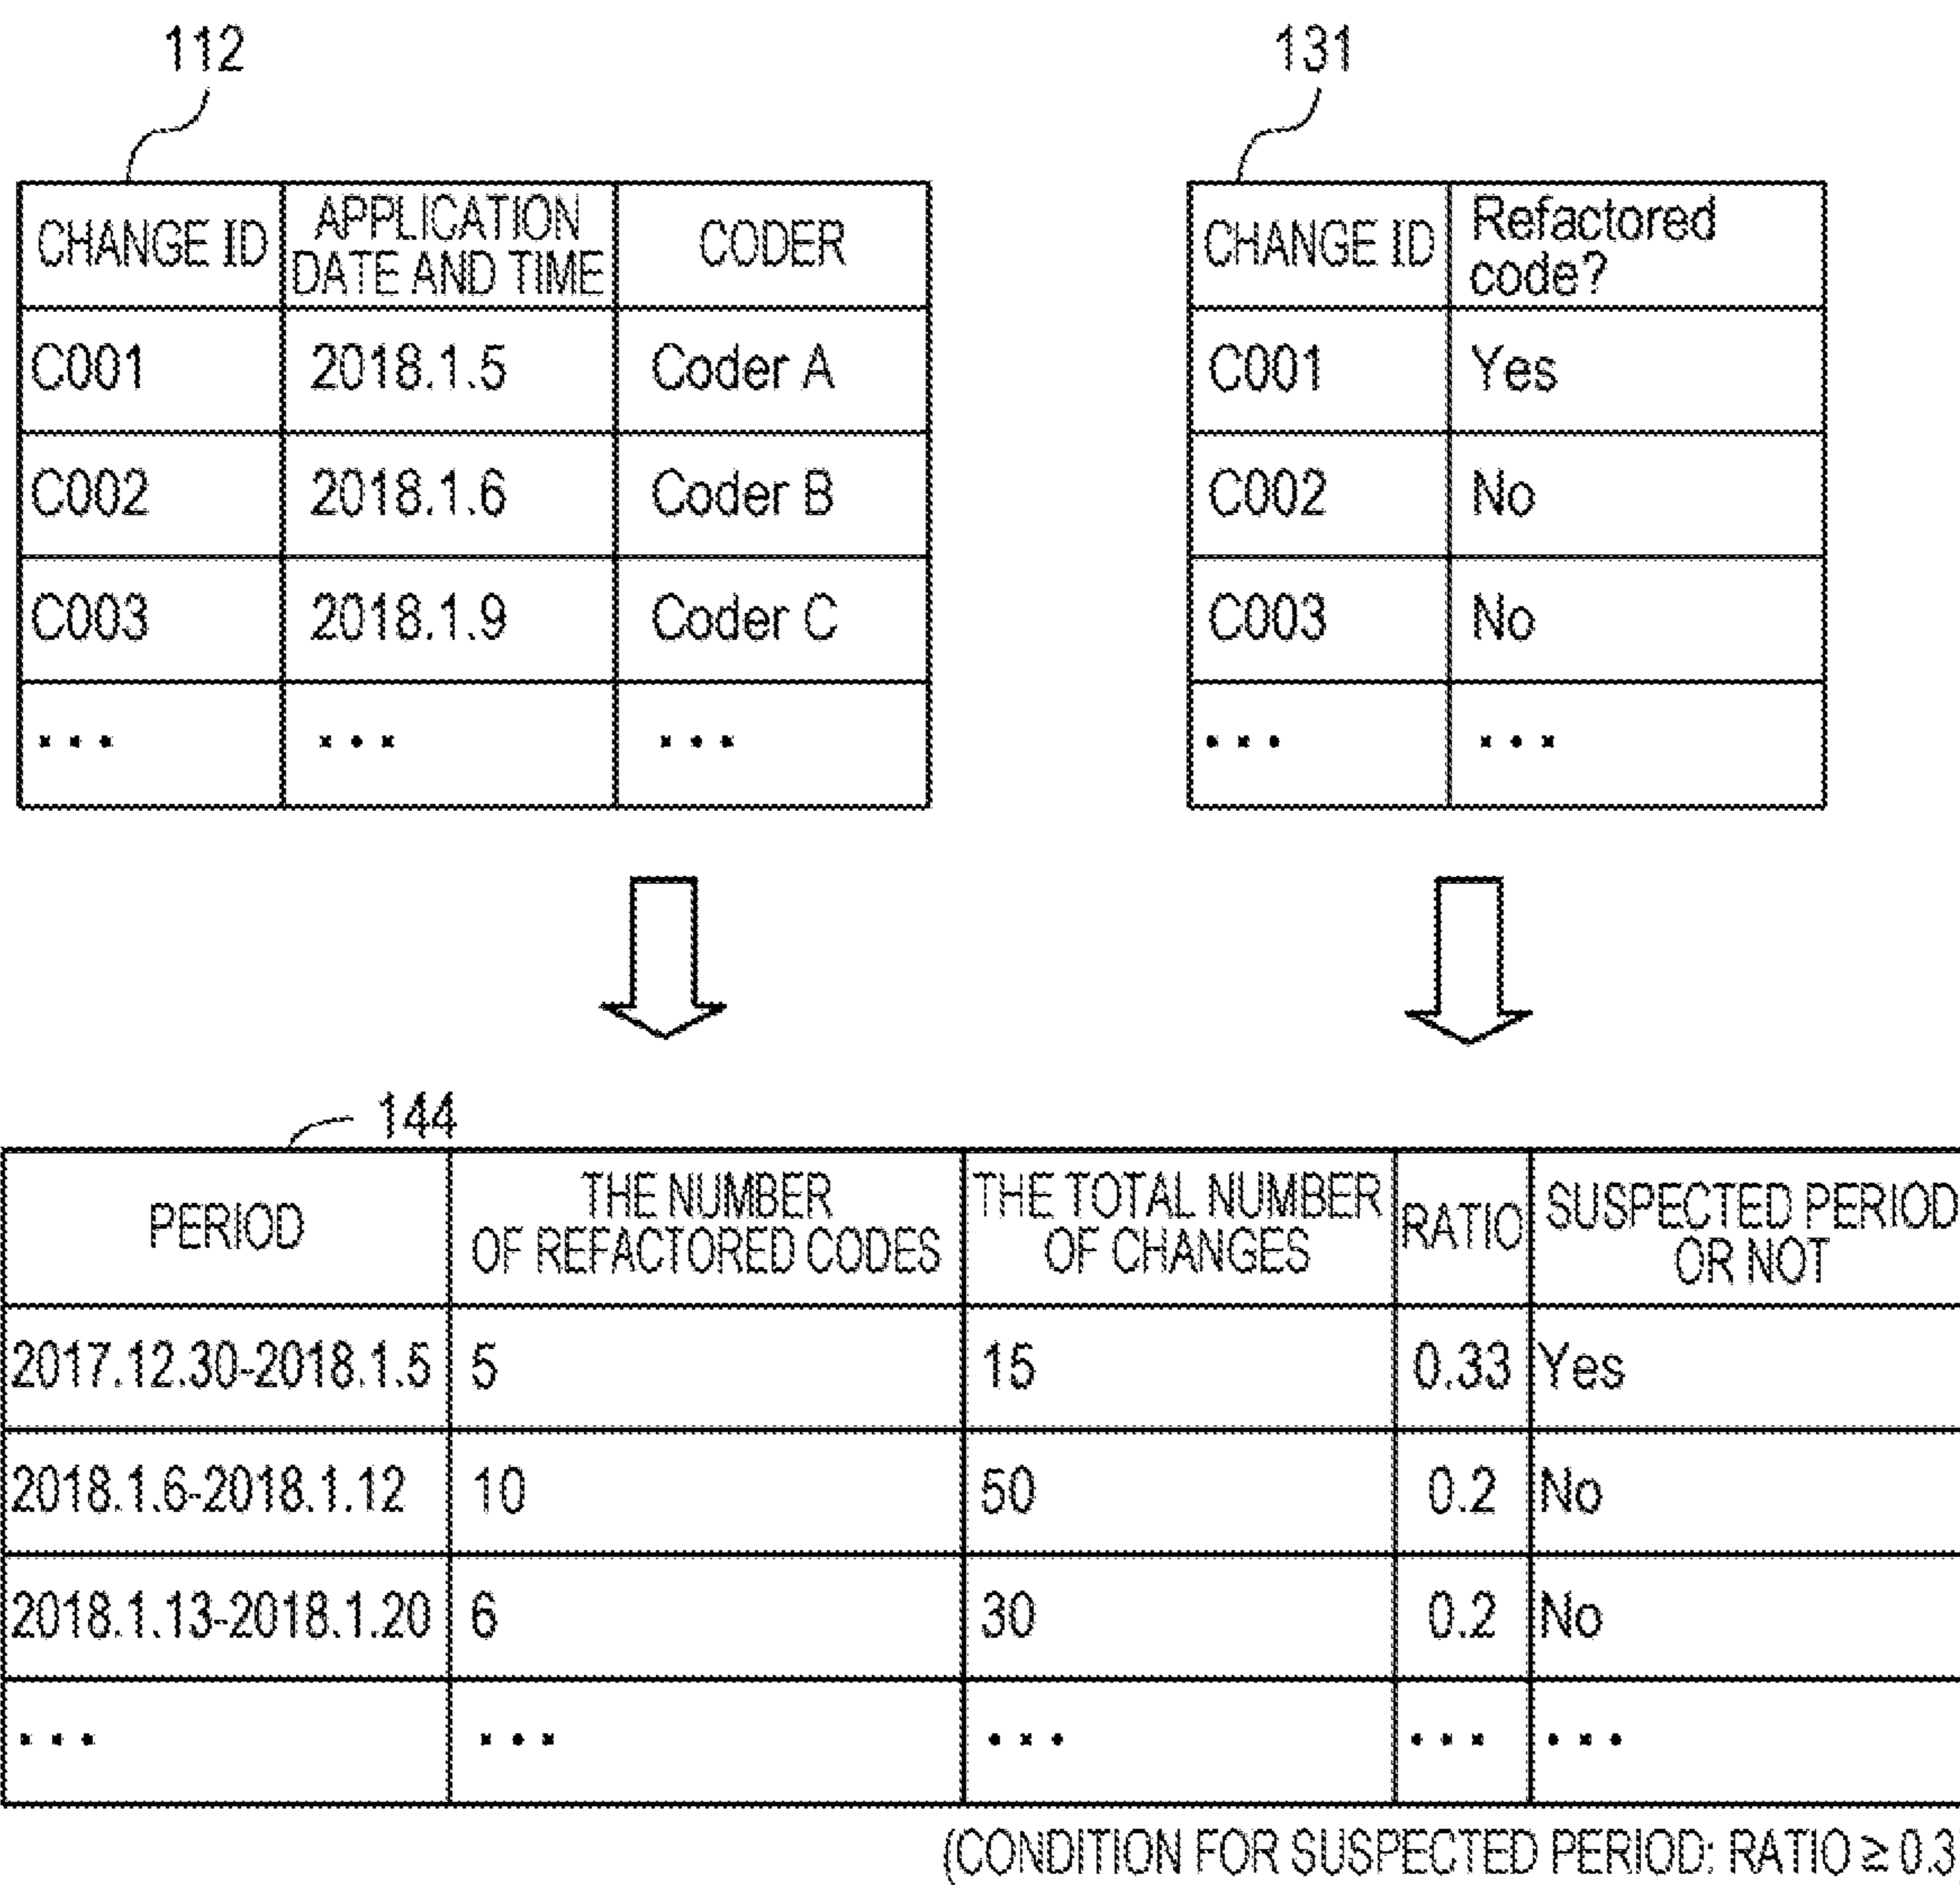 112
131
CHANGE ID APPLICATION DATE AND TIME CODER
C001 2018.1.5 Coder A
C002 2018.1.6 Coder B
C003 2018.1.9 Coder C
... ... ...
CHANGE ID Refactored code?
C001 Yes
C002 No
C003 No
... ...
144
PERIOD THE NUMBER OF REFACTORED CODES THE TOTAL NUMBER OF CHANGES RATIO SUSPECTED PERIOD OR NOT
2017.12.30-2018.1.5 5 15 0.33 Yes
2018.1.6-2018.1.12 10 50 0.2 No
2018.1.13-2018.1.20 6 30 0.2 No
... ... ... ... ...
(CONDITION FOR SUSPECTED PERIOD: RATIO ≥ 0.3